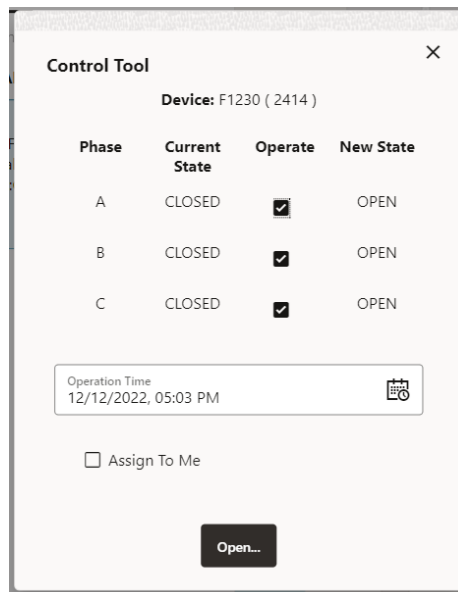 Control Tool
Device: F1230 ( 2414 )
Phase Current State Operate New State
A CLOSED OPEN
B CLOSED OPEN
C CLOSED OPEN
Operation Time
12/12/2022, 05:03 PM
Assign To Me
Open...